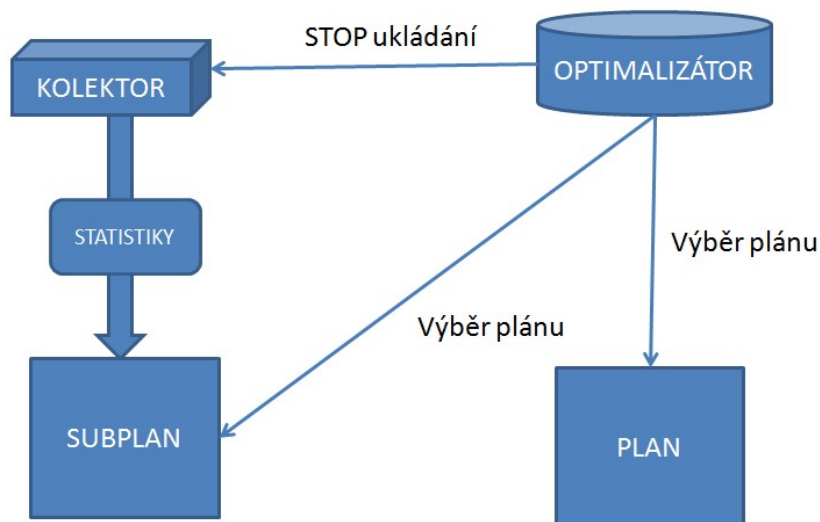 STOP ukládání
KOLEKTOR
OPTIMALIZÁTOR
STATISTIKY
Výběr plánu
Výběr plánu
SUBPLAN
PLAN